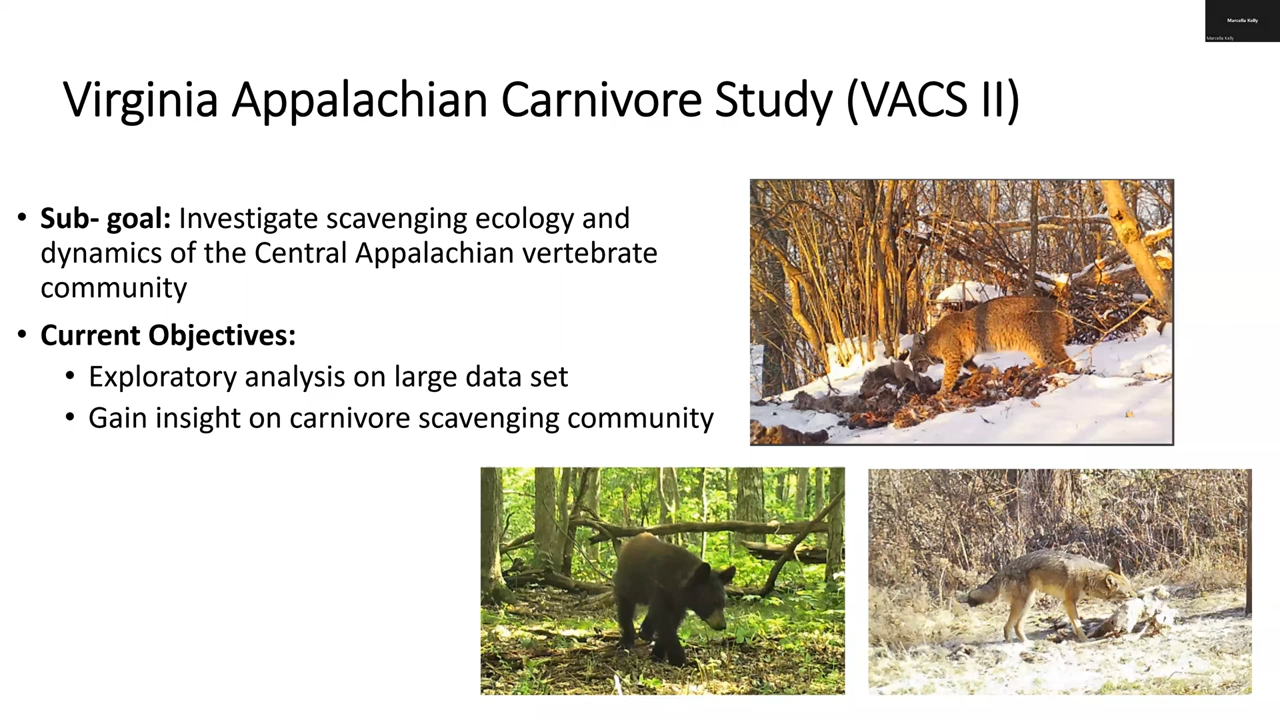 Marcella Kelly
Marcella Kelly
Virginia Appalachian Carnivore Study (VACS II)
• Sub- goal: Investigate scavenging ecology and
dynamics of the Central Appalachian vertebrate
community
• Current Objectives:
• Exploratory analysis on large data set
• Gain insight on carnivore scavenging community